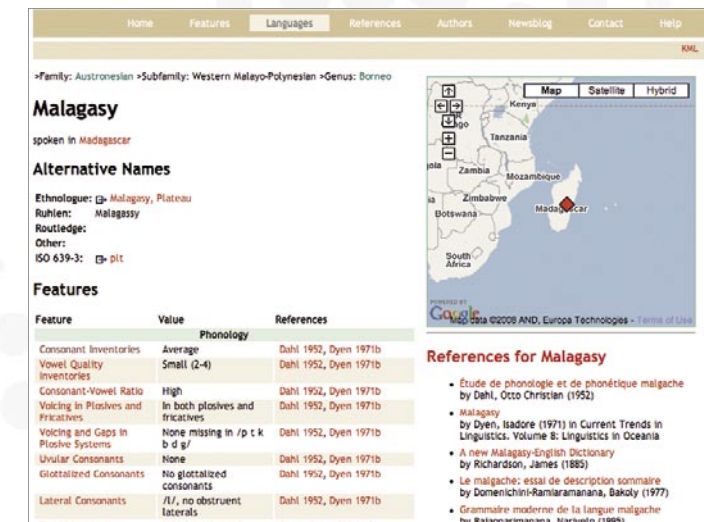 Home Features Languages References Authors Newsblog Contact Help
KML
>Family: Austronesian >Subfamily: Western Malayo-Polynesian >Genus: Borneo
Malagasy
spoken in Madagascar
Alternative Names
Ethnologue: Malagasy, Plateau
Ruhlen: Malagassy
Routledge:
Other:
ISO 639-3: plt
Features
Feature Value References
Phonology
Consonant Inventories Average Dahl 1952, Dyen 1971b
Vowel Quality Small (2-4) Dahl 1952, Dyen 1971b
Inventories
Consonant-Vowel Ratio High Dahl 1952, Dyen 1971b
Voicing in Plosives and In both plosives and Dahl 1952, Dyen 1971b
Fricatives fricatives
Voicing and Gaps in None missing in /p t k Dahl 1952, Dyen 1971b
Plosive Systems b d g/
Uvular Consonants None Dahl 1952, Dyen 1971b
Glottalized Consonants No glottalized Dahl 1952, Dyen 1971b
consonants
Lateral Consonants /l/, no obstruent Dahl 1952, Dyen 1971b
laterals
Map Satellite Hybrid
Kenya
Tanzania
Zambia
Mozambique
Zimbabwe
Madagascar
Botswana
South
Africa
POWERED BY
Google
Map data ©2008 AND, Europa Technologies - Terms of Use
References for Malagasy
• Étude de phonologie et de phonétique malgache
by Dahl, Otto Christian (1952)
• Malagasy
by Dyen, Isadore (1971) in Current Trends in
Linguistics. Volume 8: Linguistics in Oceania
• A new Malagasy-English Dictionary
by Richardson, James (1885)
• Le malgache: essai de description sommaire
by Domenichini-Ramiaramanana, Bakoly (1977)
• Grammaire moderne de la langue malgache
by Rajaonarimanana, Narivelo (1995)